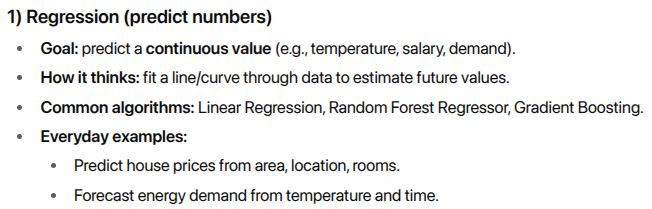 1) Regression (predict numbers)
Goal: predict a continuous value (e.g., temperature, salary, demand).
How it thinks: fit a line/curve through data to estimate future values.
Common algorithms: Linear Regression, Random Forest Regressor, Gradient Boosting.
Everyday examples:
Predict house prices from area, location, rooms.
Forecast energy demand from temperature and time.